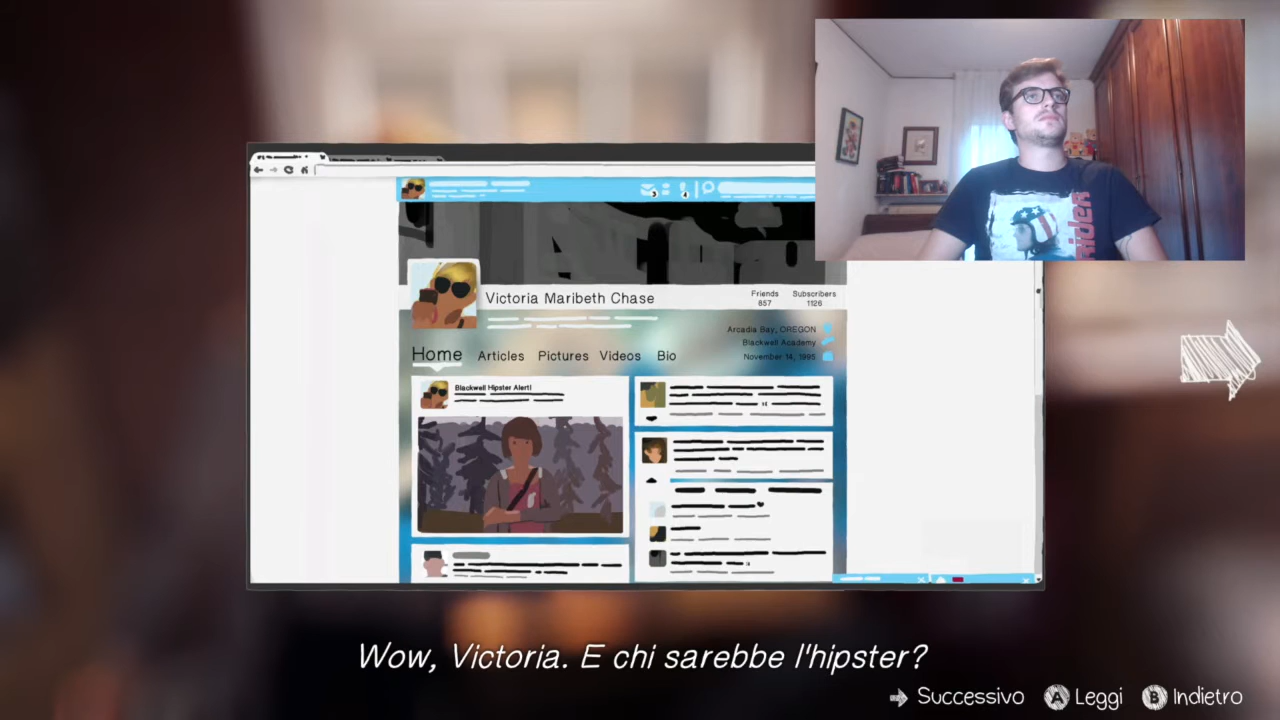 rider
Victoria Maribeth Chase
Friends
857
Subscribers
1126
Arcadia Bay, OREGON
Blackwell Academy
November 14, 1995
Home Articles Pictures Videos Bio
Blackwell Hipster Alert!
Wow, Victoria. E chi sarebbe l'hipster?
Successivo A Leggi B Indietro